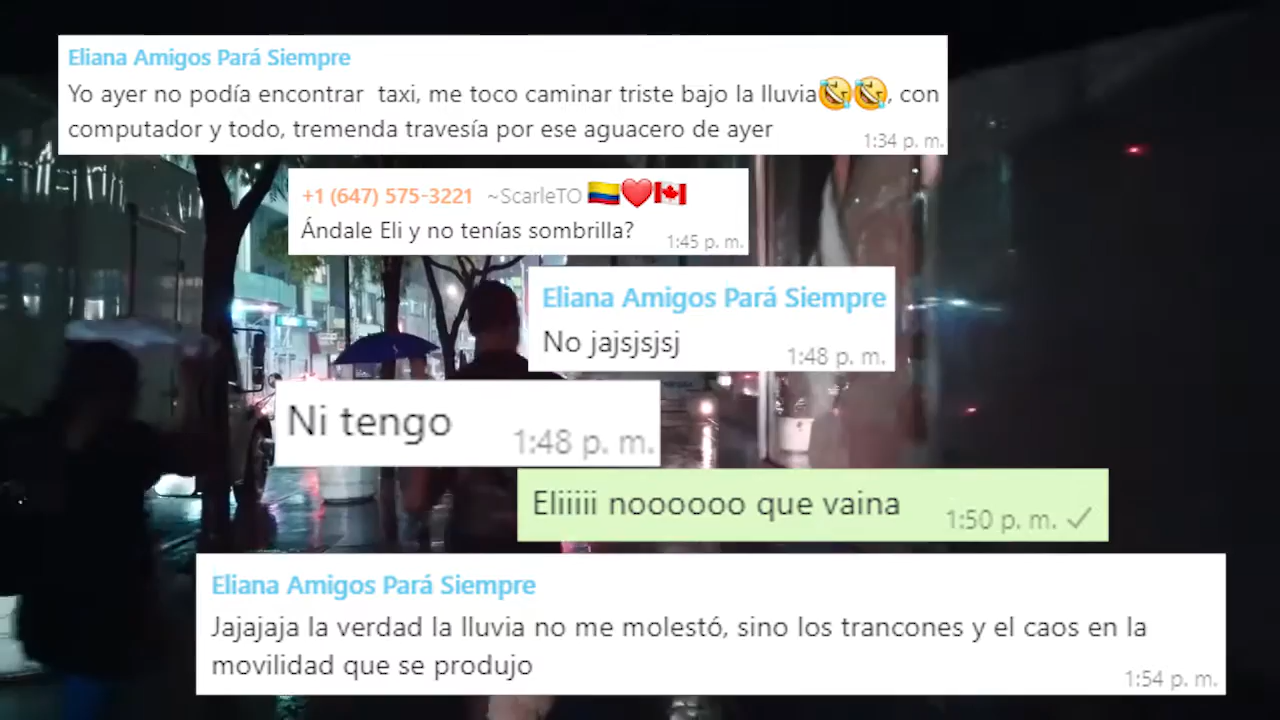 Eliana Amigos Pará Siempre
Yo ayer no podía encontrar taxi, me toco caminar triste bajo la lluvia🤣🤣, con
computador y todo, tremenda travesía por ese aguacero de ayer
1:34 p. m.
+1 (647) 575-3221 ~ScarleTO 🇨🇴❤️🇨🇦
Ándale Eli y no tenías sombrilla?
1:45 p. m.
Eliana Amigos Pará Siempre
No jajsjsjsj
1:48 p. m.
Ni tengo
1:48 p. m.
Eliiiii noooooo que vaina
1:50 p. m. ✓
Eliana Amigos Pará Siempre
Jajajaja la verdad la lluvia no me molestó, sino los trancones y el caos en la
movilidad que se produjo
1:54 p. m.